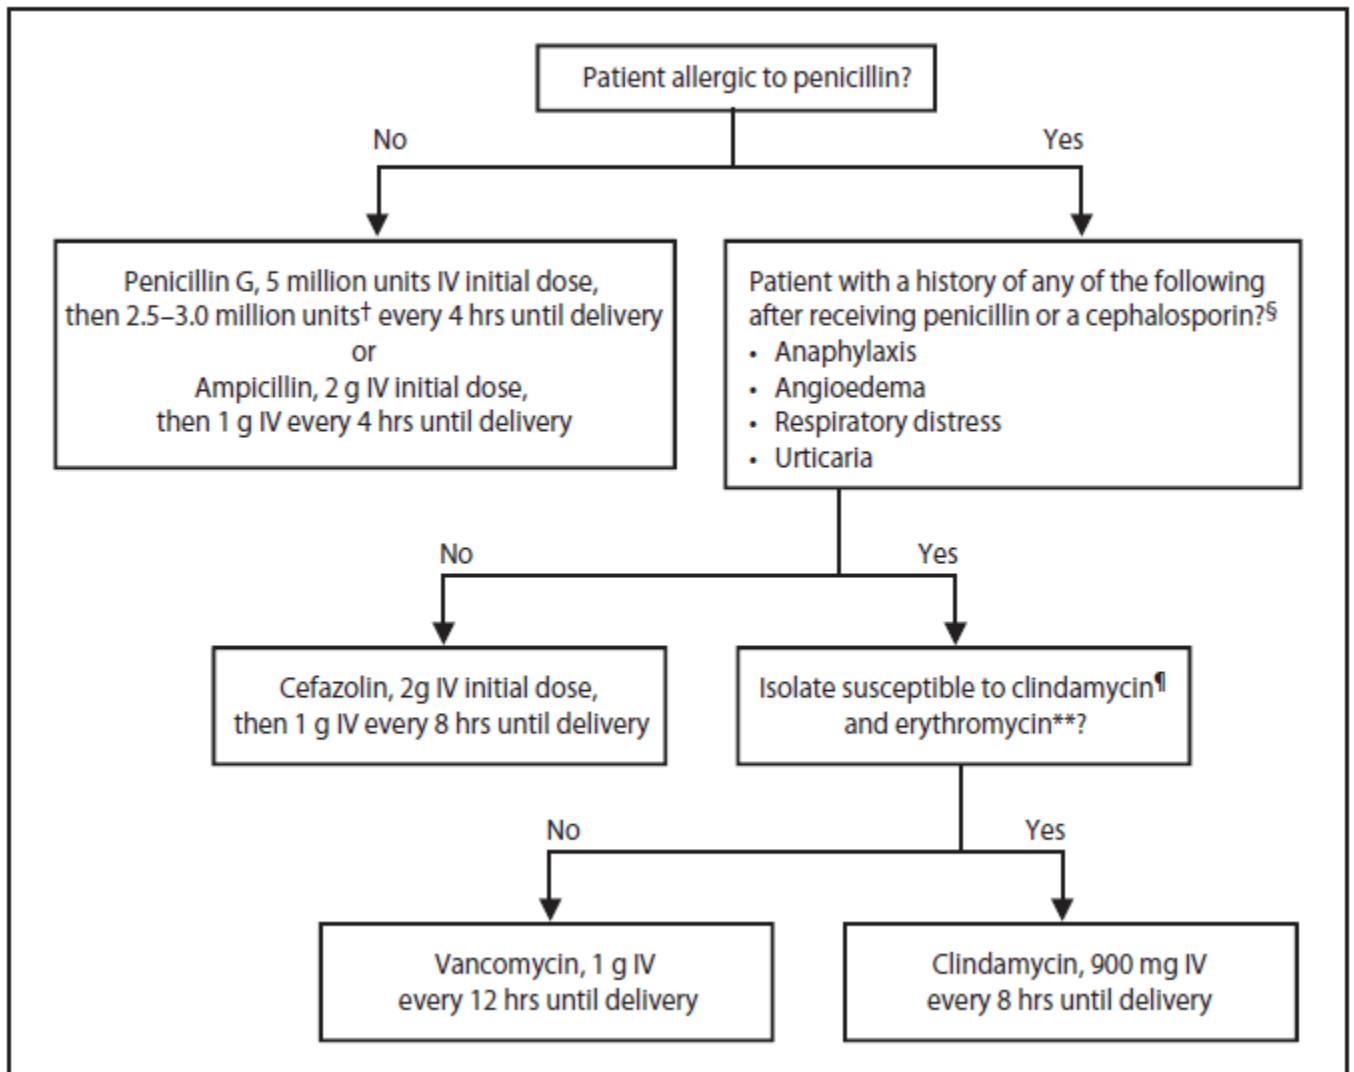 Patient allergic to penicillin?
No
Yes
Penicillin G, 5 million units IV initial dose,
then 2.5–3.0 million units† every 4 hrs until delivery
or
Ampicillin, 2 g IV initial dose,
then 1 g IV every 4 hrs until delivery
Patient with a history of any of the following
after receiving penicillin or a cephalosporin?§
• Anaphylaxis
• Angioedema
• Respiratory distress
• Urticaria
No
Yes
Cefazolin, 2g IV initial dose,
then 1 g IV every 8 hrs until delivery
Isolate susceptible to clindamycin¶
and erythromycin**?
No
Yes
Vancomycin, 1 g IV
every 12 hrs until delivery
Clindamycin, 900 mg IV
every 8 hrs until delivery